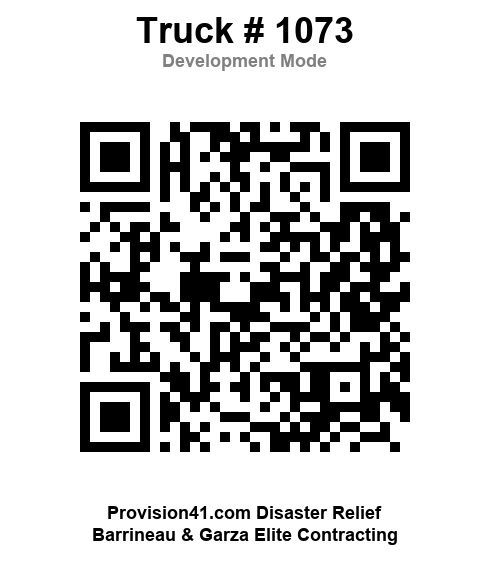 Truck # 1073
Development Mode
Provision41.com Disaster Relief
Barrineau & Garza Elite Contracting